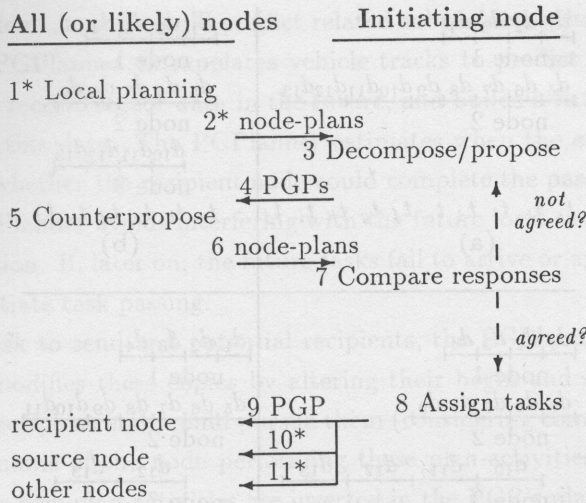 All (or likely) nodes Initiating node
1* Local planning
2* node-plans
3 Decompose/propose
4 PGPs
5 Counterpropose
not
agreed?
6 node-plans
7 Compare responses
agreed?
8 Assign tasks
9 PGP
recipient node
10*
source node
11*
other nodes